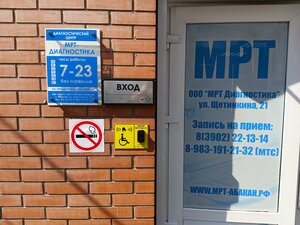 ДИАГНОСТИЧЕСКИЙ
ЦЕНТР
МРТ-
ДИАГНОСТИКА
часы работы
7-23
без перерывов
ВХОД
МРТ
ООО "МРТ Диагностика"
ул. Щетинкина, 21
Запись на прием:
8(3902) 22-13-14
8-983-191-21-32 (мтс)
WWW.МРТ-АБАКАН.РФ